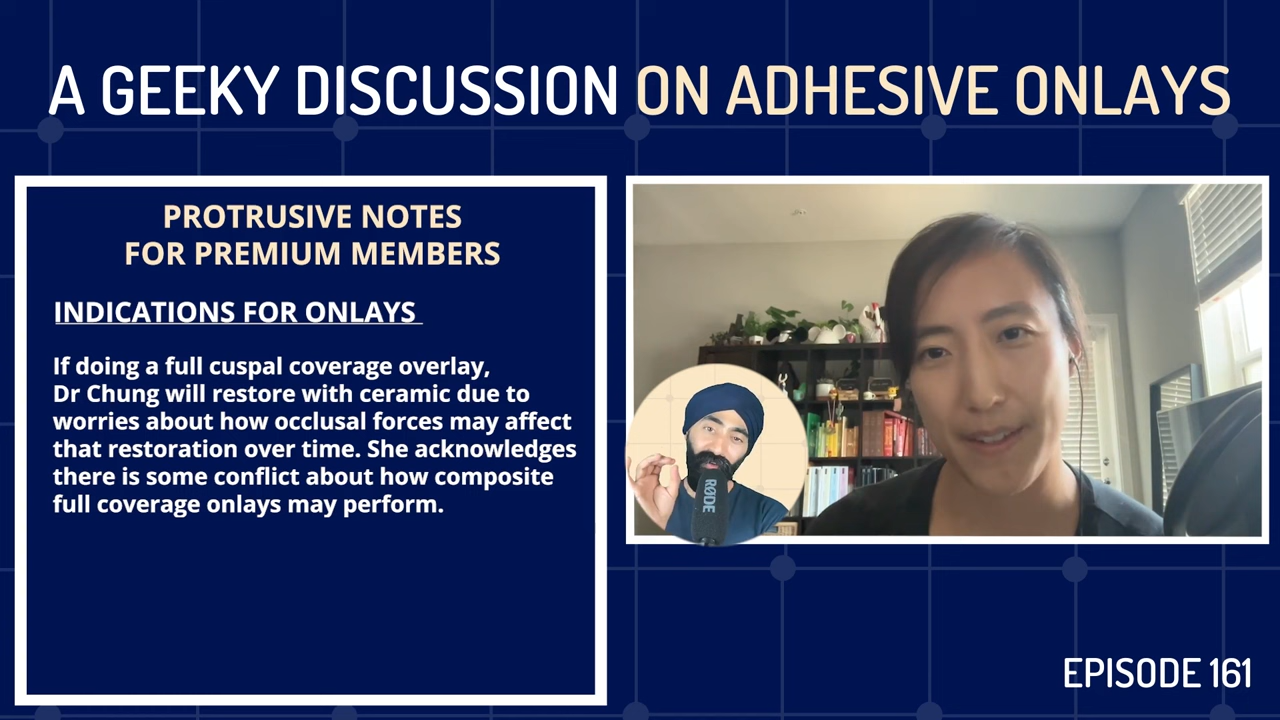 A GEEKY DISCUSSION ON ADHESIVE ONLAYS
PROTRUSIVE NOTES
FOR PREMIUM MEMBERS
INDICATIONS FOR ONLAYS
If doing a full cuspal coverage overlay,
Dr Chung will restore with ceramic due to
worries about how occlusal forces may affect
that restoration over time. She acknowledges
there is some conflict about how composite
full coverage onlays may perform.
RØDE
EPISODE 161